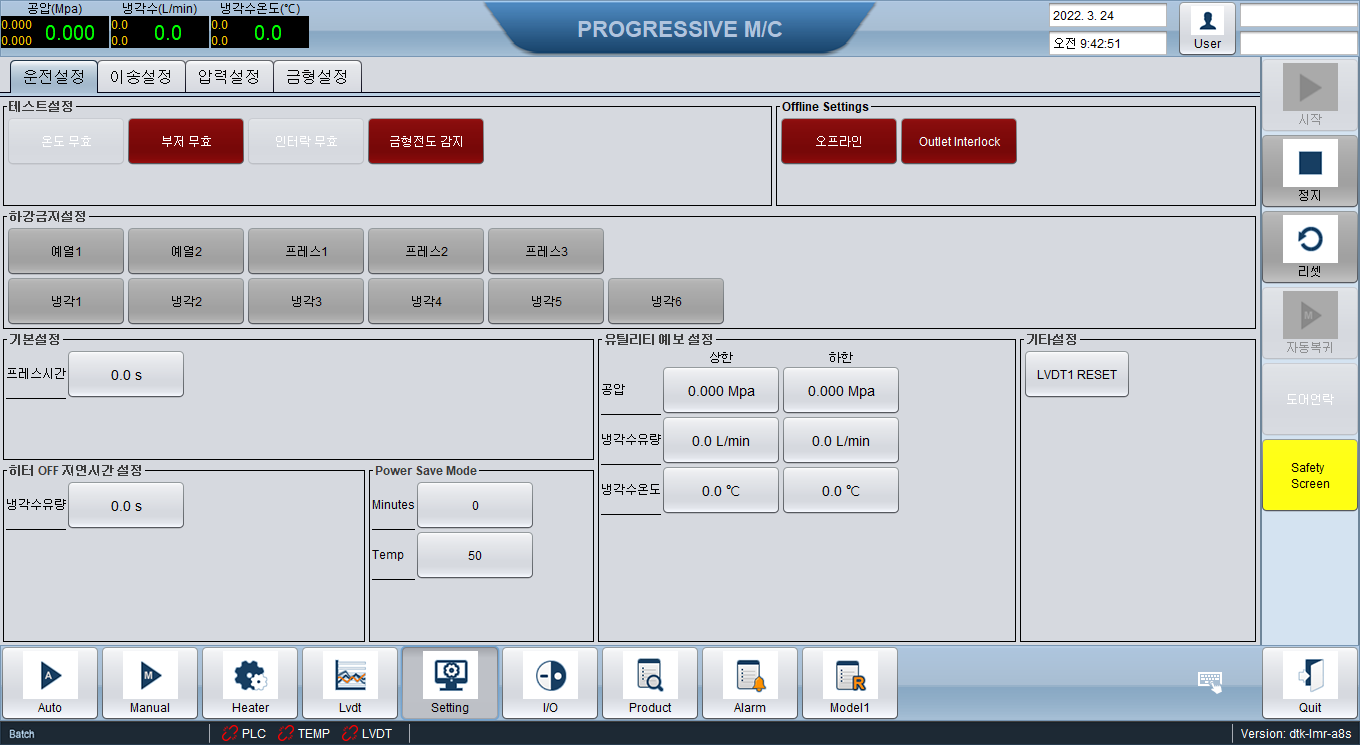 공압(Mpa) 냉각수(L/min) 냉각수온도(℃)
0.000 0.000 0.0 0.0 0.0 0.0
0.000 0.0 0.0
PROGRESSIVE M/C
2022. 3. 24
오전 9:42:51
User
운전설정 이송설정 압력설정 금형설정
테스트설정
온도 무효 부저 무효 인터락 무효 금형전도 감지
Offline Settings
오프라인 Outlet Interlock
하강금지설정
예열1 예열2 프레스1 프레스2 프레스3
냉각1 냉각2 냉각3 냉각4 냉각5 냉각6
기본설정
프레스시간 0.0 s
유틸리티 예보 설정
상한 하한
공압 0.000 Mpa 0.000 Mpa
냉각수유량 0.0 L/min 0.0 L/min
냉각수온도 0.0 ℃ 0.0 ℃
기타설정
LVDT1 RESET
히터 OFF 지연시간 설정
냉각수유량 0.0 s
Power Save Mode
Minutes 0
Temp 50
시작
정지
리셋
M
자동복귀
도어언락
Safety
Screen
A M R
Auto Manual Heater Lvdt Setting I/O Product Alarm Model1 Quit
Batch PLC TEMP LVDT Version: dtk-lmr-a8s